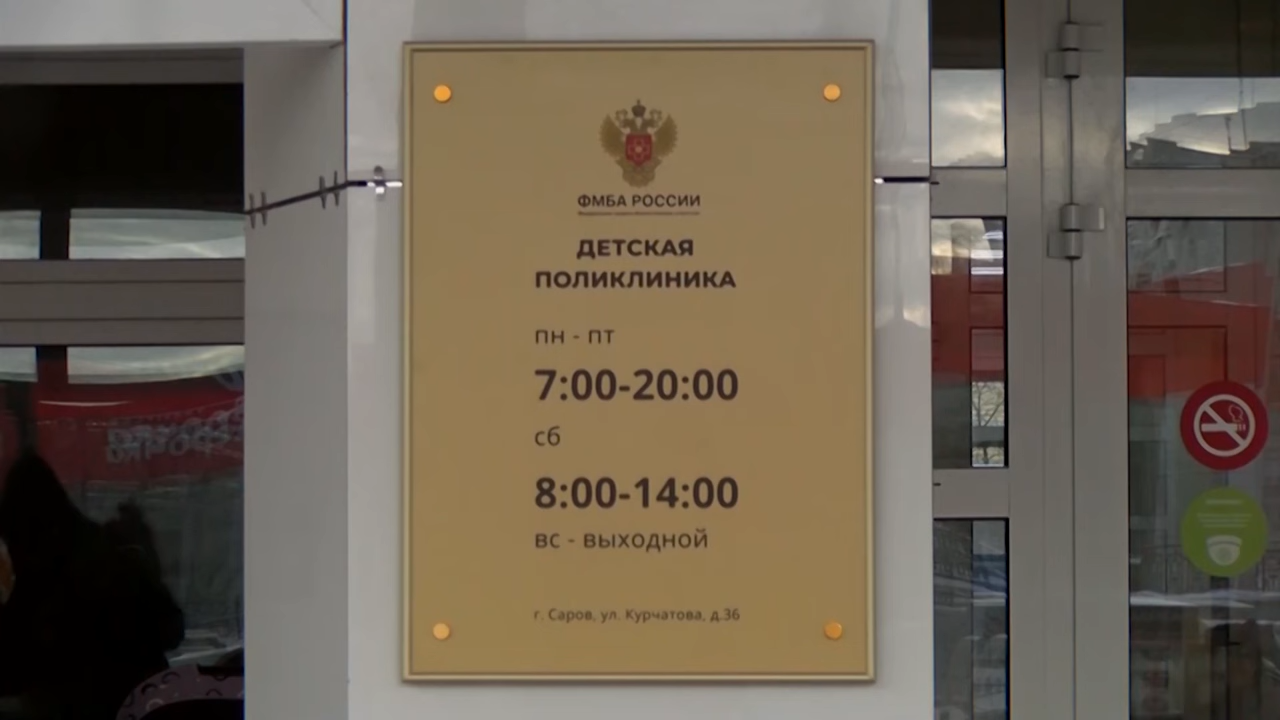 ФМБА РОССИИ
ДЕТСКАЯ
ПОЛИКЛИНИКА
пн - пт
7:00-20:00
сб
8:00-14:00
вс - выходной
г. Саров, ул. Курчатова, д.36